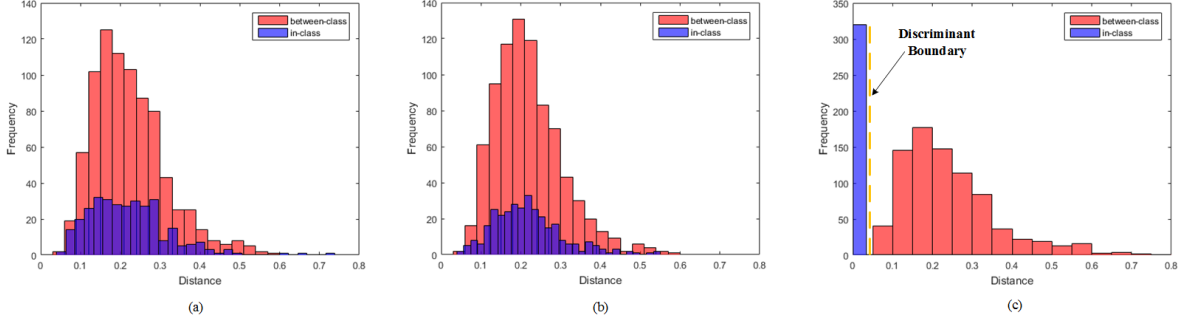 140
120
100
80
60
40
20
0
Frequency
between-class
in-class
0 0.1 0.2 0.3 0.4 0.5 0.6 0.7 0.8
Distance
(a)
140
120
100
80
60
40
20
0
Frequency
between-class
in-class
0 0.1 0.2 0.3 0.4 0.5 0.6 0.7 0.8
Distance
(b)
350
300
250
200
150
100
50
0
Frequency
between-class
in-class
Discriminant
Boundary
0 0.1 0.2 0.3 0.4 0.5 0.6 0.7 0.8
Distance
(c)